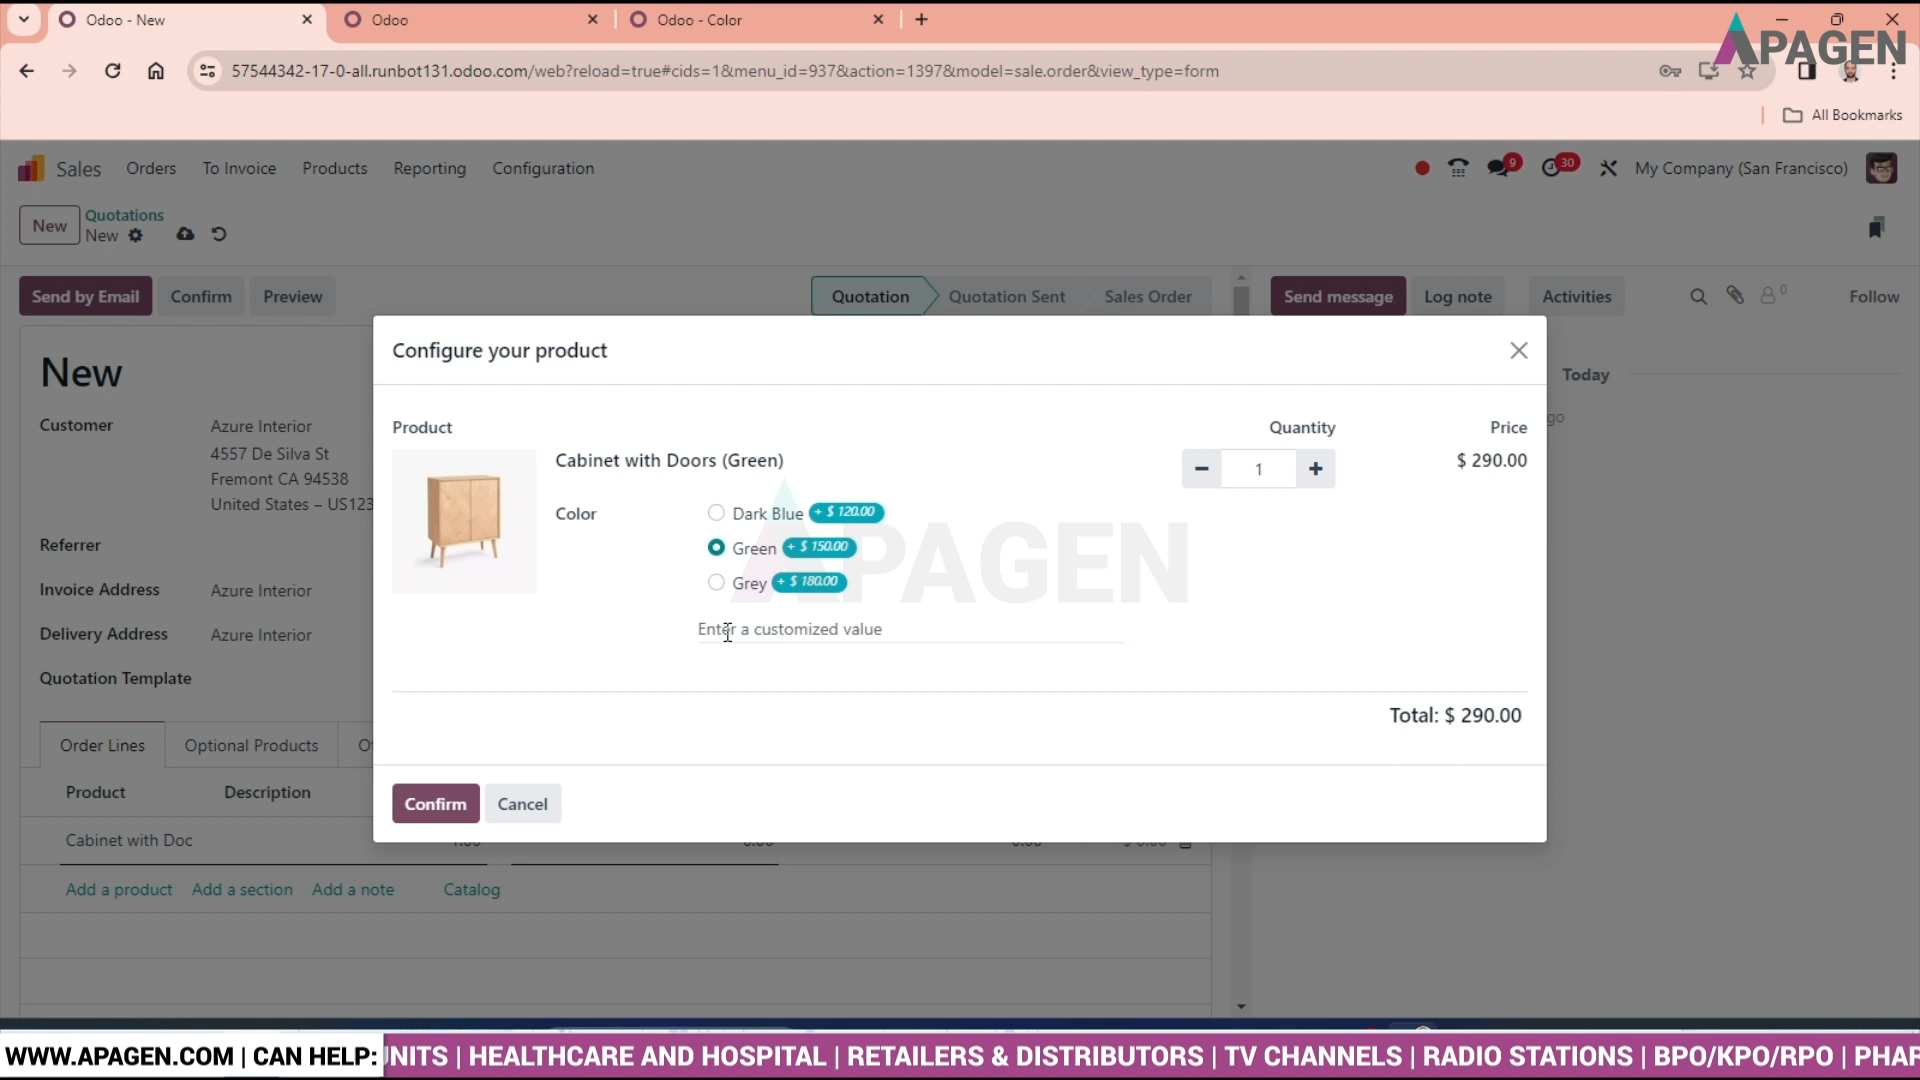 Odoo - New
Odoo
Odoo - Color
APAGEN
57544342-17-0-all.runbot131.odoo.com/web?reload=true#cids=1&menu_id=937&action=1397&model=sale.order&view_type=form
All Bookmarks
Sales Orders To Invoice Products Reporting Configuration
9 30 My Company (San Francisco)
New Quotations
New
Send by Email Confirm Preview
Quotation Quotation Sent Sales Order
Send message Log note Activities 0 Follow
New
Configure your product
Today
Customer Azure Interior
4557 De Silva St
Fremont CA 94538
United States – US123
Referrer
Invoice Address Azure Interior
Delivery Address Azure Interior
Quotation Template
Product Quantity Price
Cabinet with Doors (Green) 1 $ 290.00
Color
Dark Blue + $ 120.00
Green + $ 150.00
Grey + $ 180.00
Enter a customized value
APAGEN
Total: $ 290.00
Confirm Cancel
Order Lines Optional Products
Product Description
Cabinet with Doc
Add a product Add a section Add a note Catalog
WWW.APAGEN.COM | CAN HELP: UNITS | HEALTHCARE AND HOSPITAL | RETAILERS & DISTRIBUTORS | TV CHANNELS | RADIO STATIONS | BPO/KPO/RPO | PHAR